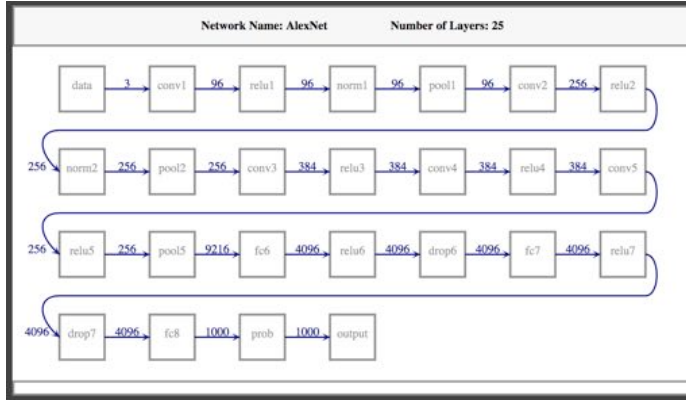 Network Name: AlexNet Number of Layers: 25
data 3 conv1 96 relu1 96 norm1 96 pool1 96 conv2 256 relu2
256 norm2 256 pool2 256 conv3 384 relu3 384 conv4 384 relu4 384 conv5
256 relu5 256 pool5 9216 fc6 4096 relu6 4096 drop6 4096 fc7 4096 relu7
4096 drop7 4096 fc8 1000 prob 1000 output